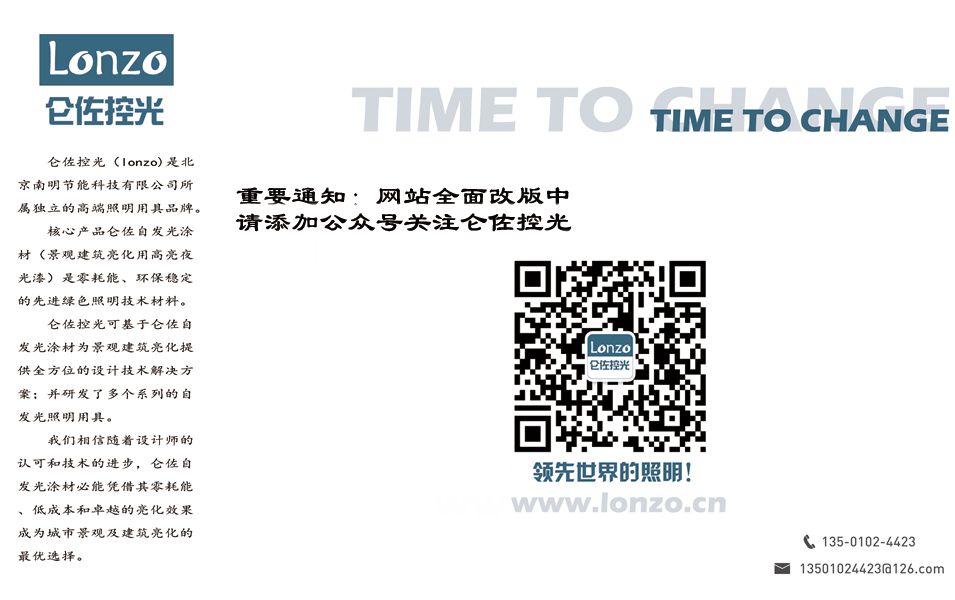 Lonzo
仑佐控光
仑佐控光（lonzo)是北
京南明节能科技有限公司所
属独立的高端照明用具品牌。
核心产品仑佐自发光涂
材（景观建筑亮化用高亮夜
光漆）是零耗能、环保稳定
的先进绿色照明技术材料。
仑佐控光可基于仑佐自
发光涂材为景观建筑亮化提
供全方位的设计技术解决方
案；并研发了多个系列的自
发光照明用具。
我们相信随着设计师的
认可和技术的进步，仑佐自
发光涂材必能凭借其零耗能
、低成本和卓越的亮化效果
成为城市景观及建筑亮化的
最优选择。
TIME TO CHANGE
TIME TO CHANGE
重要通知：网站全面改版中
请添加公众号关注仑佐控光
Lonzo
仑佐控光
领先世界的照明！
www.lonzo.cn
135-0102-4423
13501024423@126.com